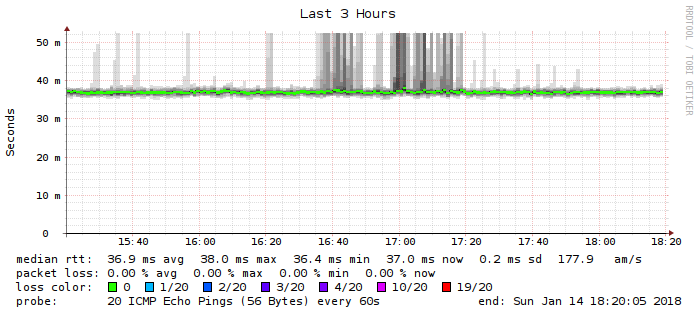 Last 3 Hours
RRDTOOL / TOBI OETIKER
Seconds
50 m
40 m
30 m
20 m
10 m
0
15:40 16:00 16:20 16:40 17:00 17:20 17:40 18:00 18:20
median rtt: 36.9 ms avg 38.0 ms max 36.4 ms min 37.0 ms now 0.2 ms sd 177.9 am/s
packet loss: 0.00 % avg 0.00 % max 0.00 % min 0.00 % now
loss color: 0 1/20 2/20 3/20 4/20 10/20 19/20
probe: 20 ICMP Echo Pings (56 Bytes) every 60s end: Sun Jan 14 18:20:05 2018